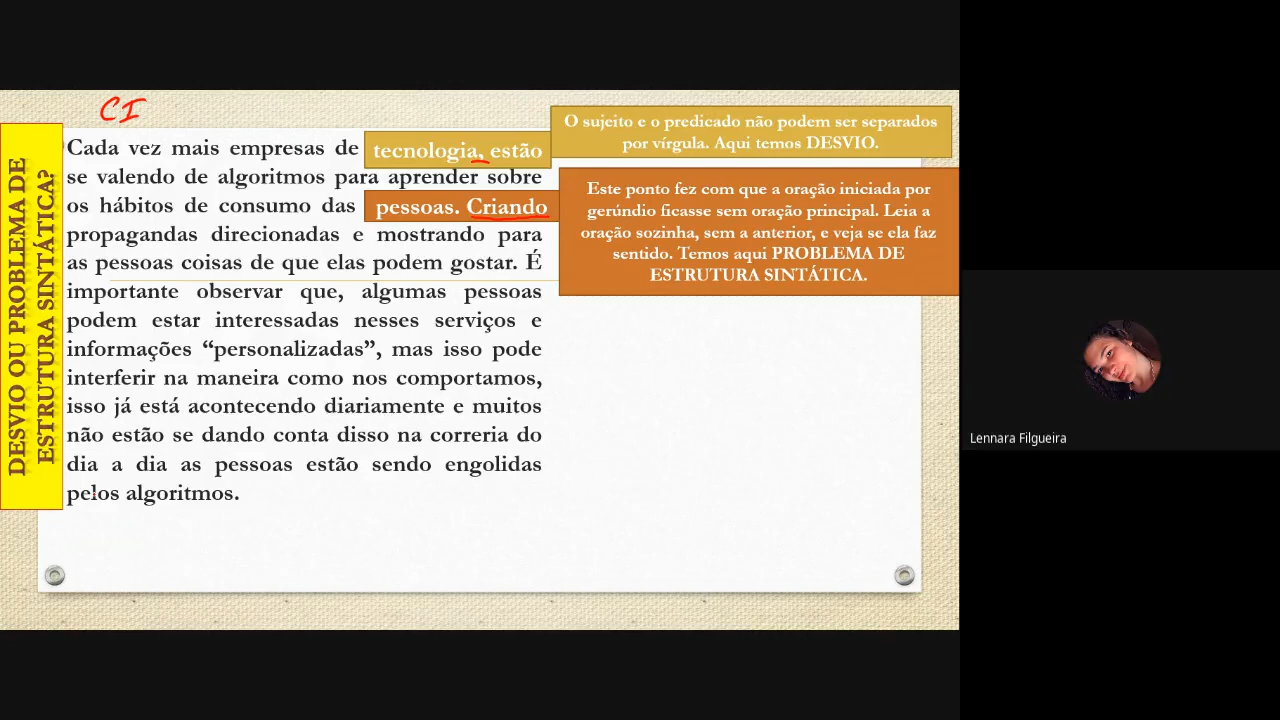 CI
DESVIO OU PROBLEMA DE
ESTRUTURA SINTÁTICA?
Cada vez mais empresas de tecnologia, estão
se valendo de algoritmos para aprender sobre
os hábitos de consumo das pessoas. Criando
propagandas direcionadas e mostrando para
as pessoas coisas de que elas podem gostar. É
importante observar que, algumas pessoas
podem estar interessadas nesses serviços e
informações “personalizadas”, mas isso pode
interferir na maneira como nos comportamos,
isso já está acontecendo diariamente e muitos
não estão se dando conta disso na correria do
dia a dia as pessoas estão sendo engolidas
pelos algoritmos.
O sujeito e o predicado não podem ser separados
por vírgula. Aqui temos DESVIO.
Este ponto fez com que a oração iniciada por
gerúndio ficasse sem oração principal. Leia a
oração sozinha, sem a anterior, e veja se ela faz
sentido. Temos aqui PROBLEMA DE
ESTRUTURA SINTÁTICA.
Lennara Filgueira